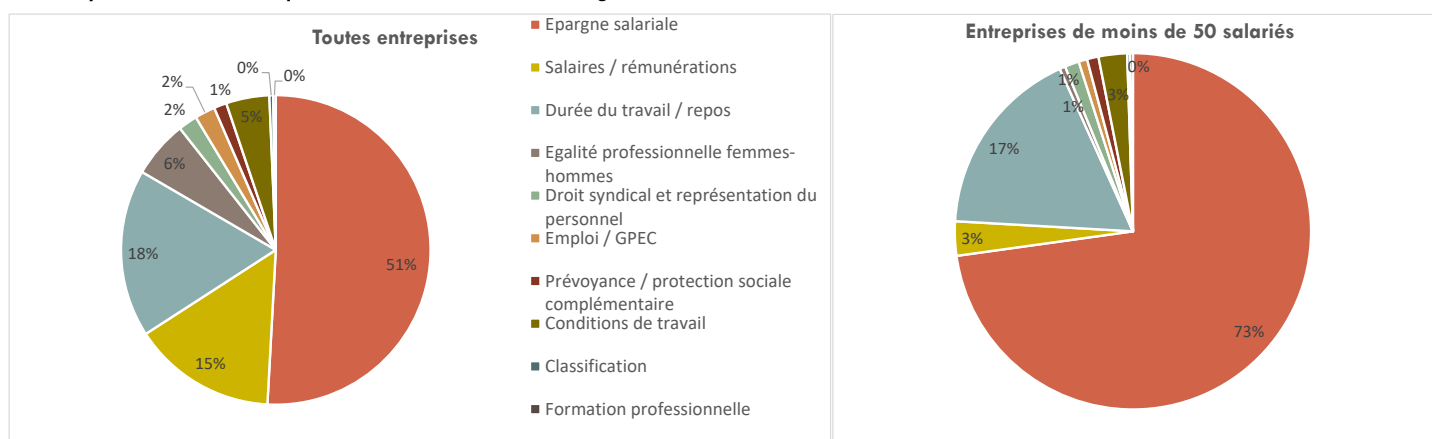 Toutes entreprises
0%
0%
2%
1%
2%
5%
6%
18%
51%
15%
Epargne salariale
Salaires / rémunérations
Durée du travail / repos
Egalité professionnelle femmes-
hommes
Droit syndical et représentation du
personnel
Emploi / GPEC
Prévoyance / protection sociale
complémentaire
Conditions de travail
Classification
Formation professionnelle
Entreprises de moins de 50 salariés
0%
1%
3%
1%
17%
3%
73%